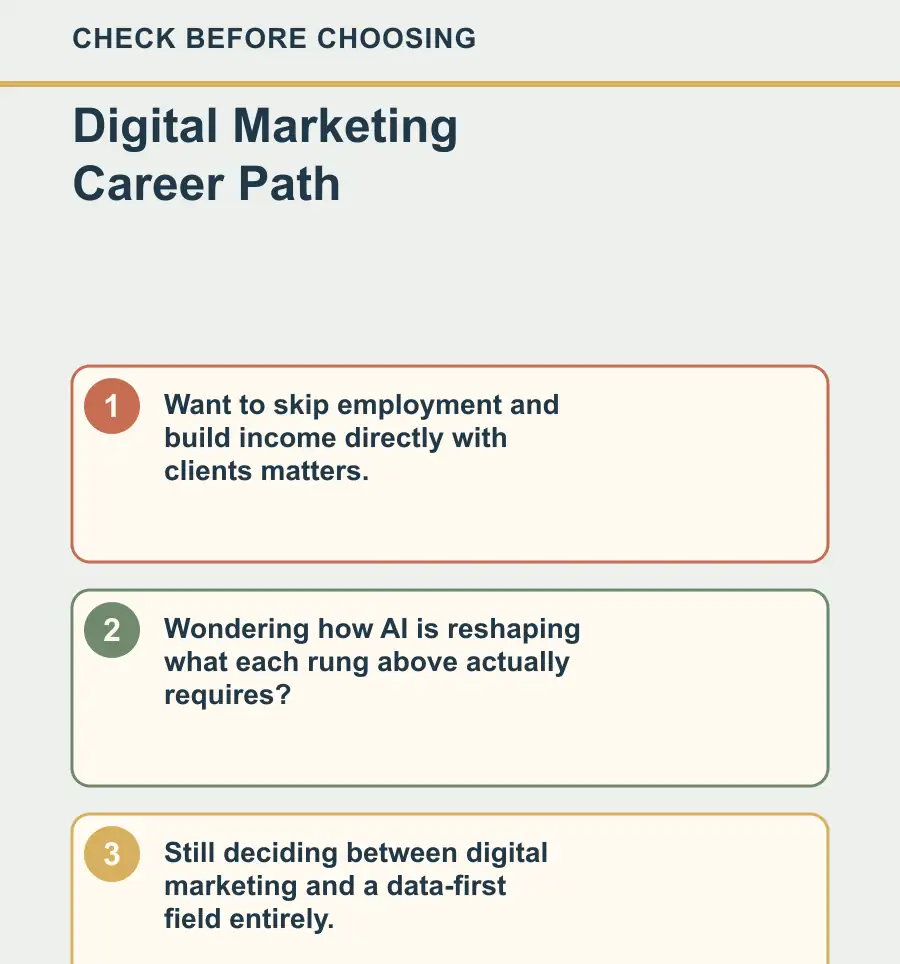 CHECK BEFORE CHOOSING
Digital Marketing
Career Path
1
Want to skip employment and
build income directly with
clients matters.
2
Wondering how AI is reshaping
what each rung above actually
requires?
3
Still deciding between digital
marketing and a data-first
field entirely.